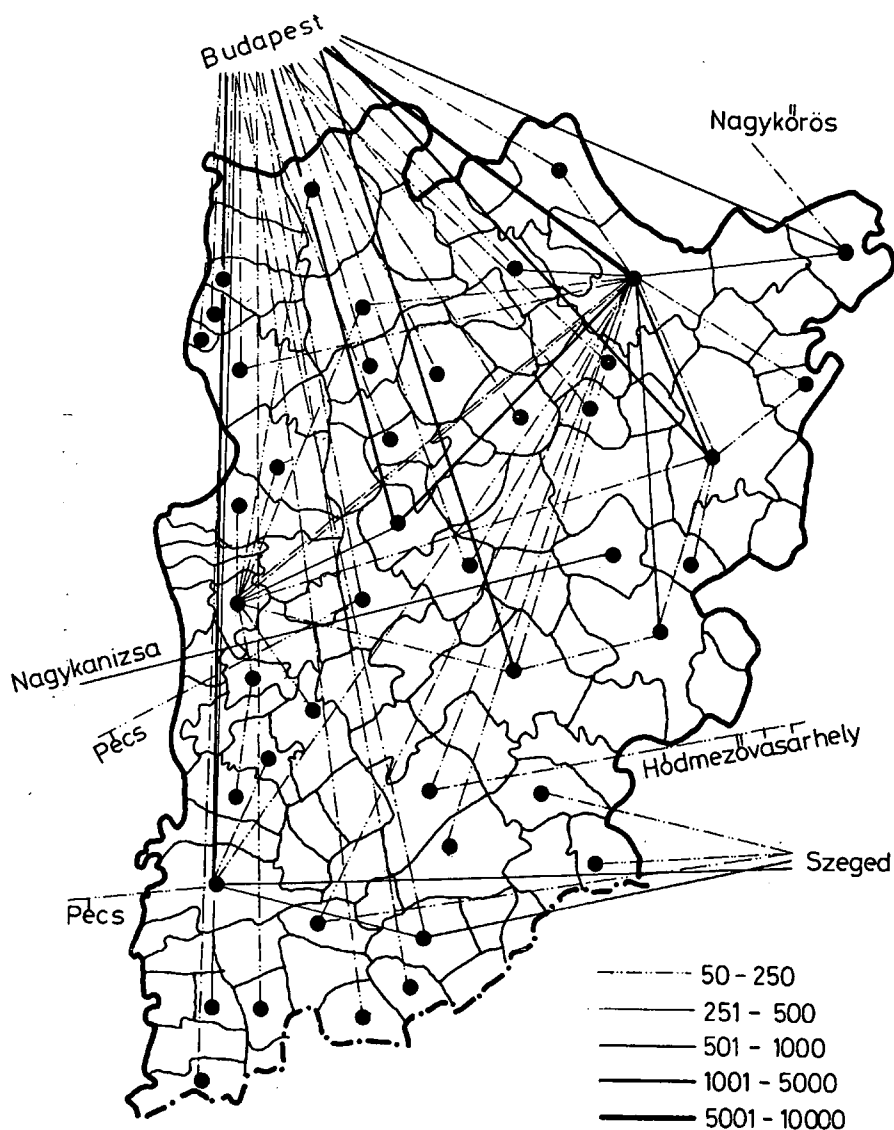 Budapest
Nagykőrös
Nagykanizsa
Pécs
Hódmezővásárhely
Szeged
Pécs
50 - 250
251 - 500
501 - 1000
1001 - 5000
5001 - 10000